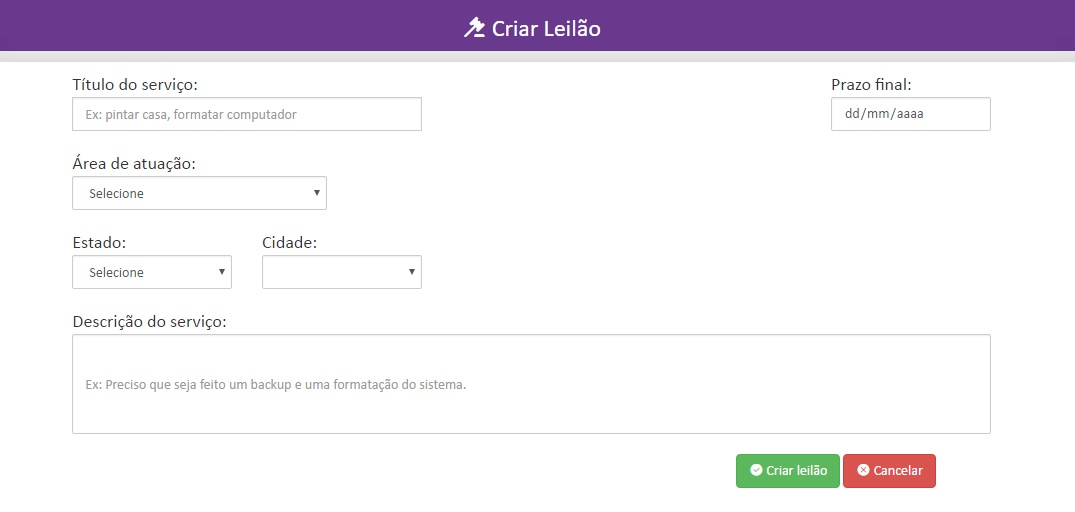 Criar Leilão
Título do serviço:
Prazo final:
Ex: pintar casa, formatar computador
dd/mm/aaaa
Área de atuação:
Selecione
Estado:
Cidade:
Selecione
Descrição do serviço:
Ex: Preciso que seja feito um backup e uma formatação do sistema.
Criar leilão
Cancelar